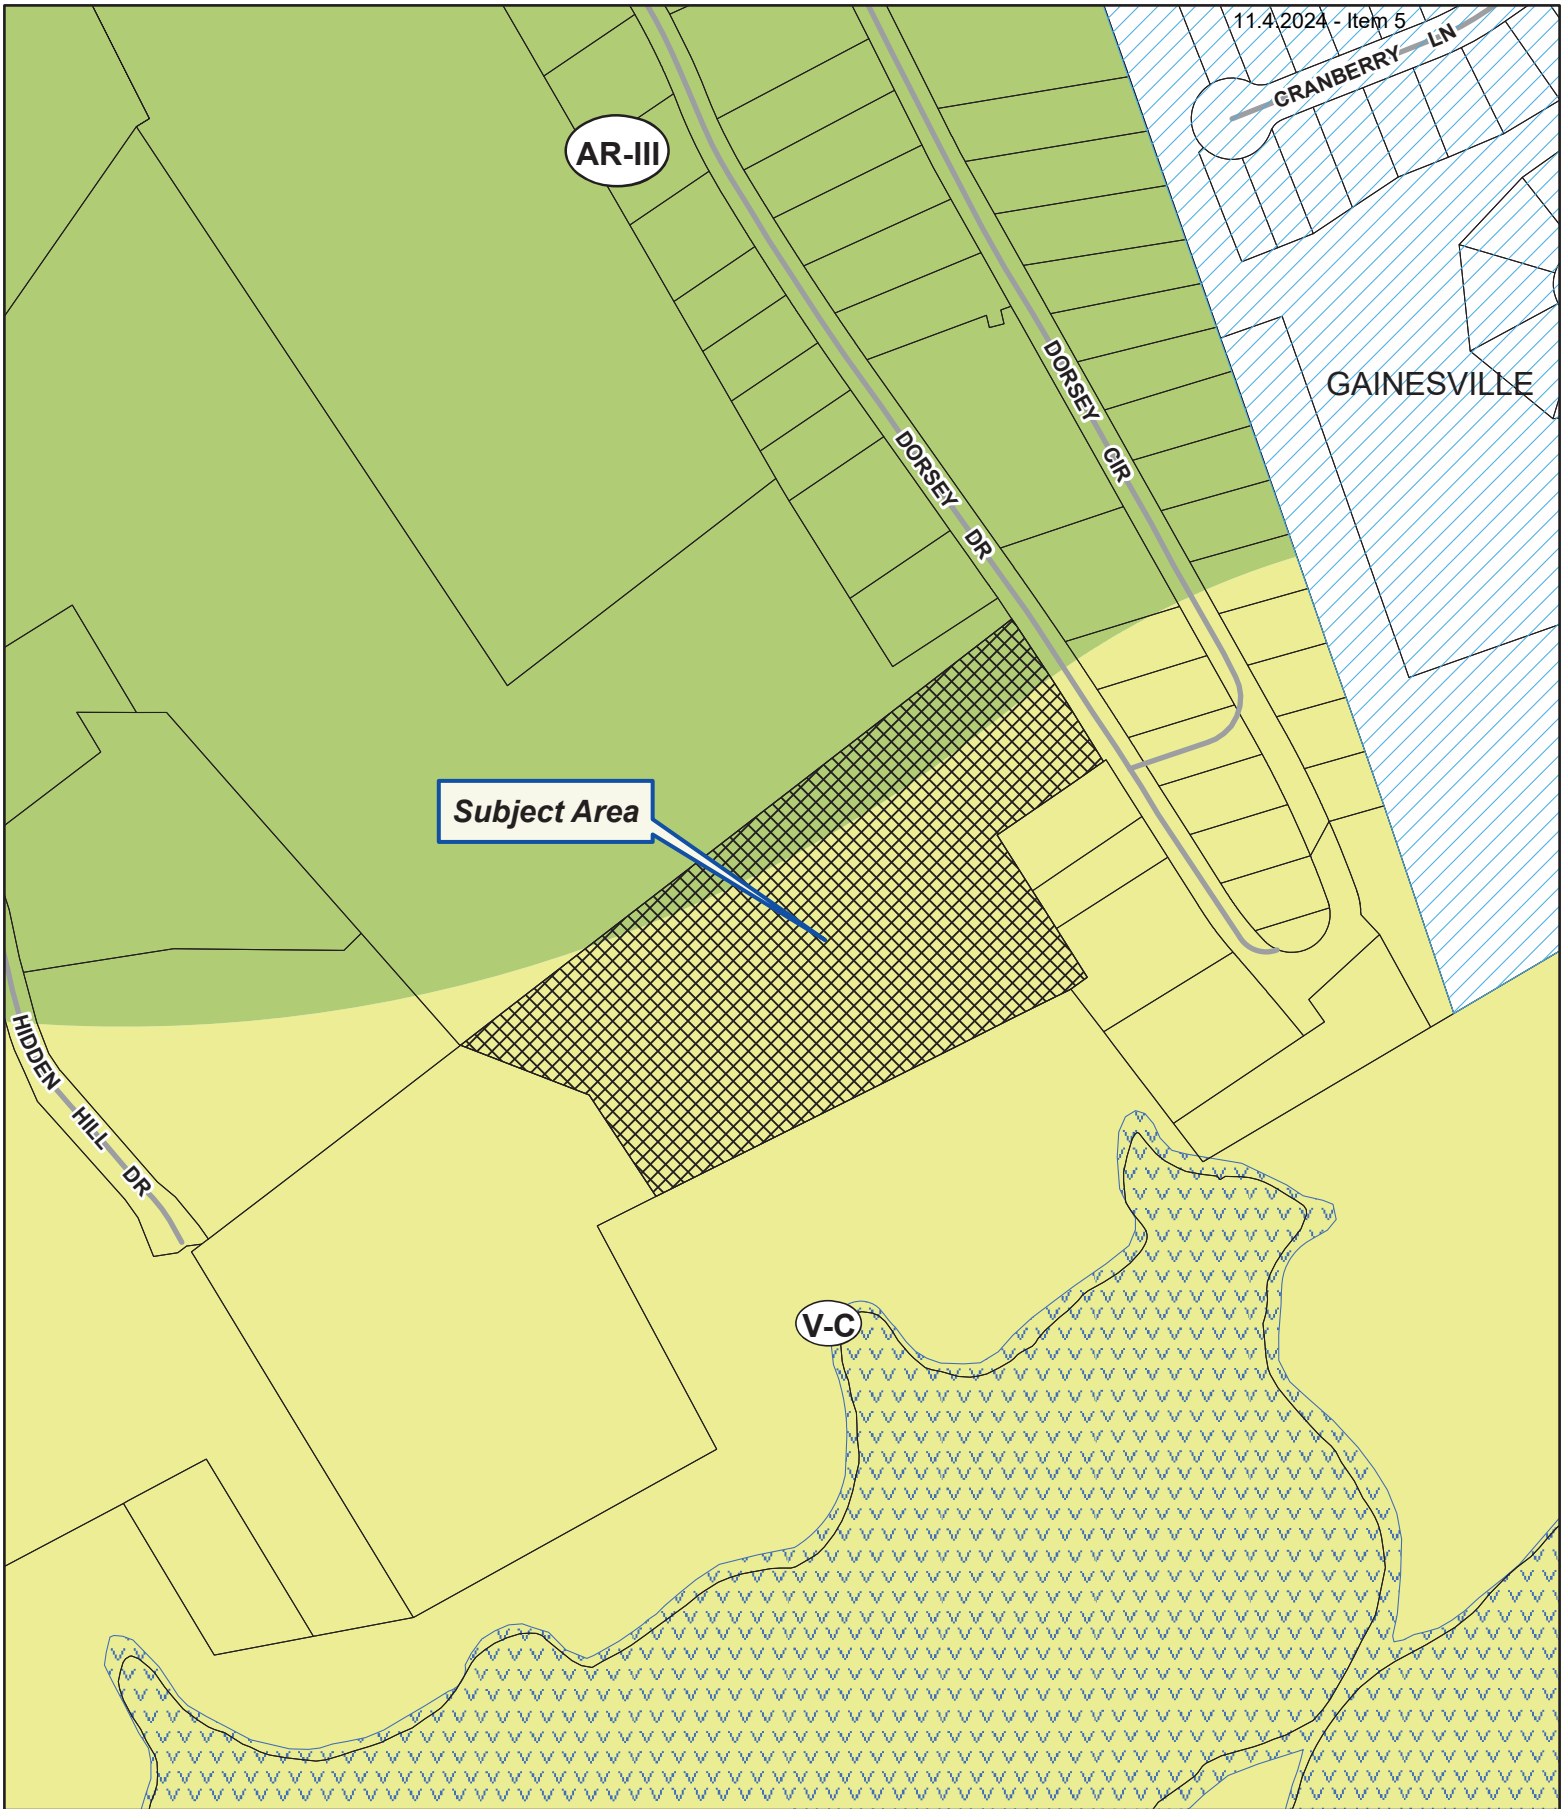 11.4.2024 - Item 5
CRANBERRY LN
AR-III
GAINESVILLE
DORSEY CIR
DORSEY DR
Subject Area
HIDDEN HILL DR
V-C